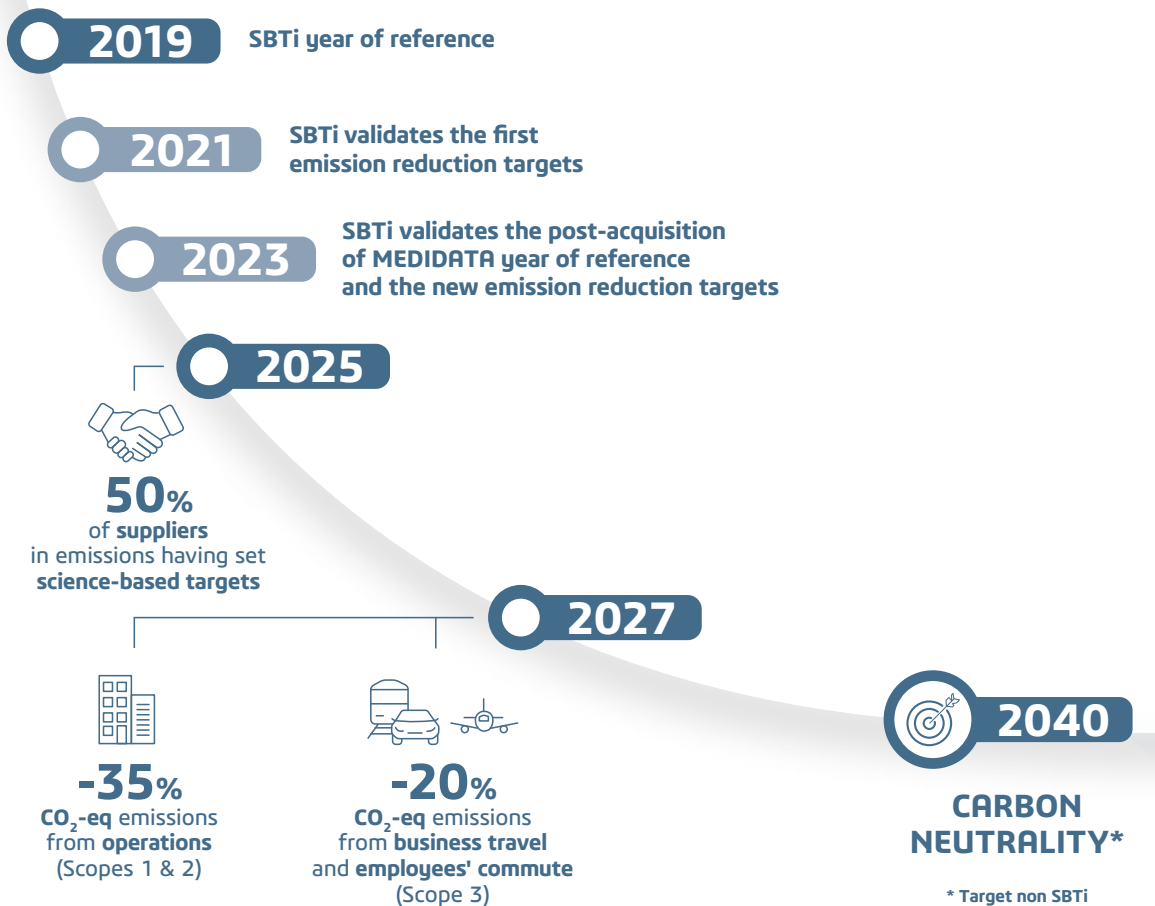 2019
SBTi year of reference
2021
SBTi validates the first
emission reduction targets
2023
SBTi validates the post-acquisition
of MEDIDATA year of reference
and the new emission reduction targets
2025
50%
of suppliers
in emissions having set
science-based targets
2027
-35%
CO₂-eq emissions
from operations
(Scopes 1 & 2)
-20%
CO₂-eq emissions
from business travel
and employees' commute
(Scope 3)
2040
CARBON
NEUTRALITY*
* Target non SBTi